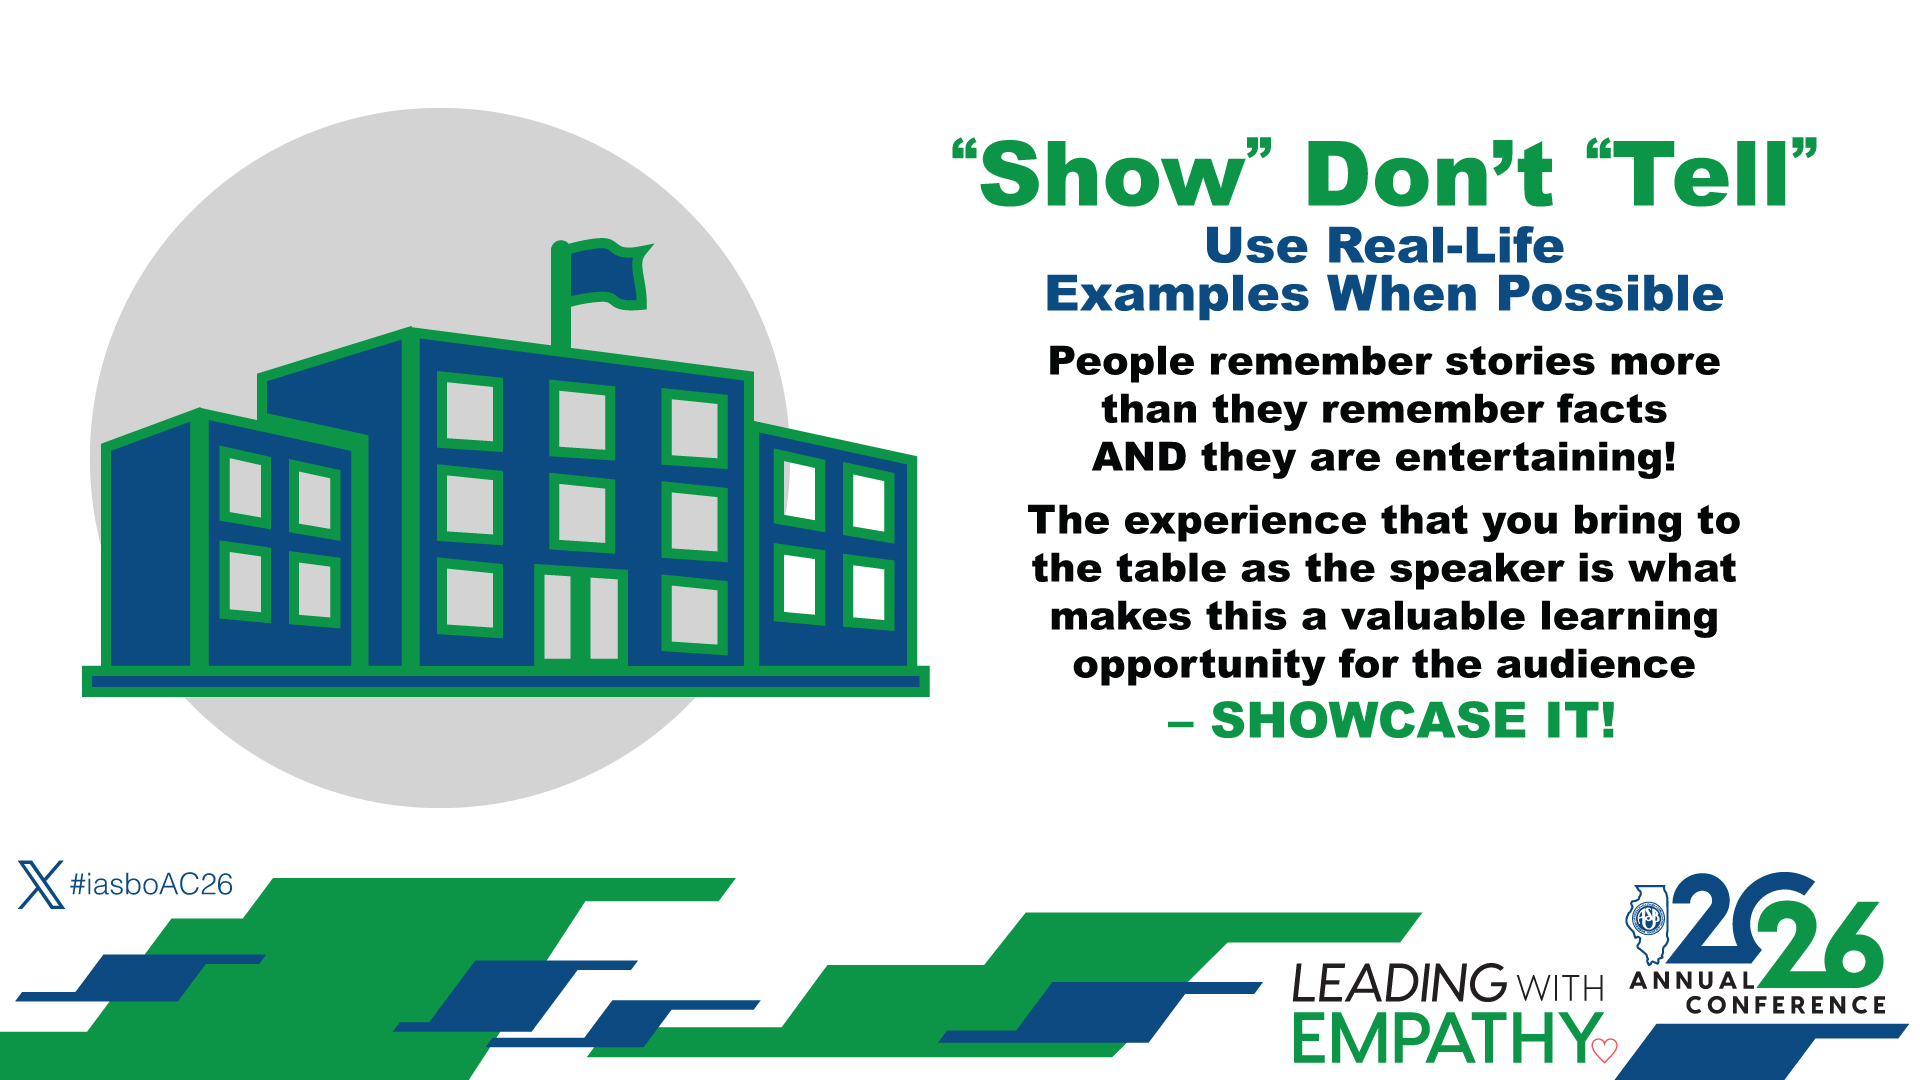 “Show” Don’t “Tell”
Use Real-Life
Examples When Possible
People remember stories more
than they remember facts
AND they are entertaining!
The experience that you bring to
the table as the speaker is what
makes this a valuable learning
opportunity for the audience
– SHOWCASE IT!
#iasboAC26
LEADING WITH
EMPATHY
2026
ANNUAL
CONFERENCE